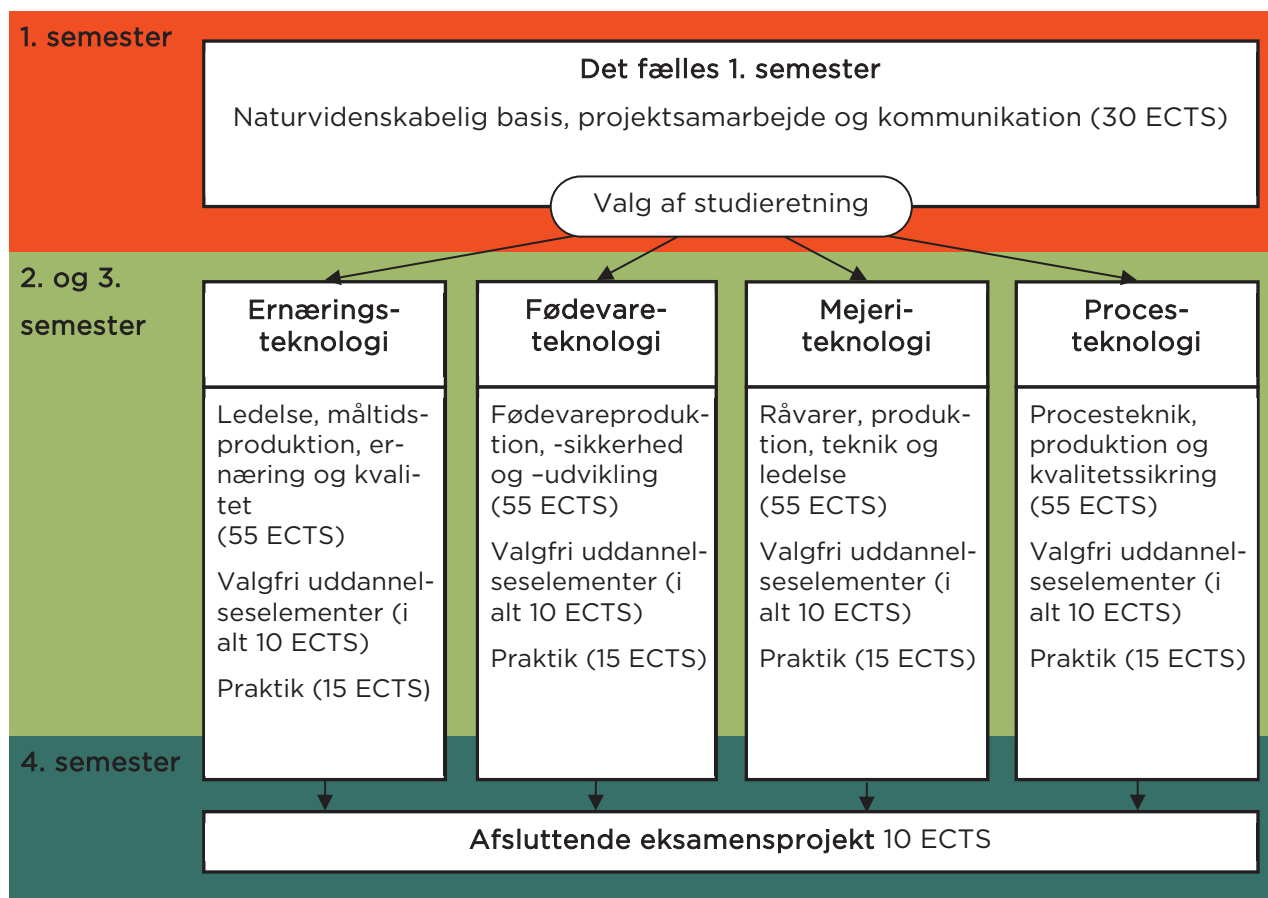 1. semester
Det fælles 1. semester
Naturvidenskabelig basis, projektsamarbejde og kommunikation (30 ECTS)
Valg af studieretning
2. og 3.
semester
Ernærings-
teknologi
Ledelse, måltids-
produktion, er-
næring og kvali-
tet
(55 ECTS)
Valgfri uddannel-
seselementer (i
alt 10 ECTS)
Praktik (15 ECTS)
Fødevare-
teknologi
Fødevareproduk-
tion, -sikkerhed
og –udvikling
(55 ECTS)
Valgfri uddannel-
seselementer (i
alt 10 ECTS)
Praktik (15 ECTS)
Mejeri-
teknologi
Råvarer, produk-
tion, teknik og
ledelse
(55 ECTS)
Valgfri uddannel-
seselementer (i
alt 10 ECTS)
Praktik (15 ECTS)
Proces-
teknologi
Procesteknik,
produktion og
kvalitetssikring
(55 ECTS)
Valgfri uddannel-
seselementer (i
alt 10 ECTS)
Praktik (15 ECTS)
4. semester
Afsluttende eksamensprojekt 10 ECTS